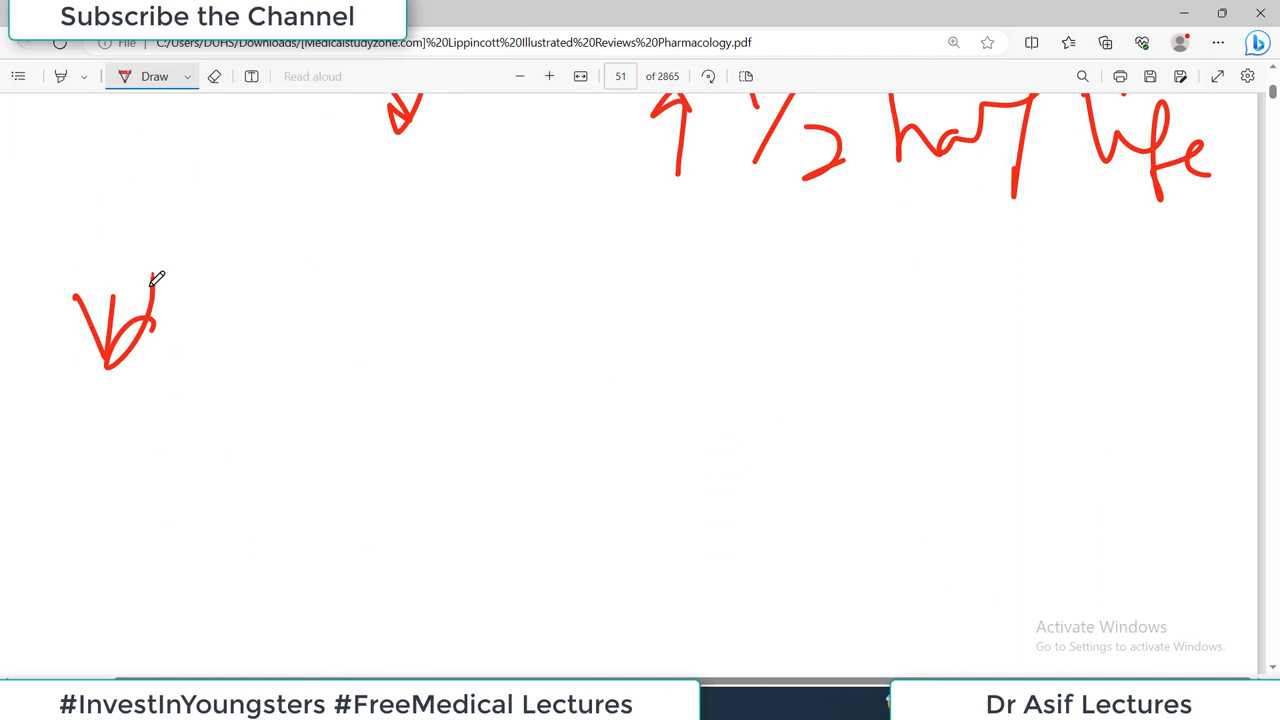 Subscribe the Channel
File C:/Users/DUHS/Downloads/[Medicalstudyzone.com]%20Lippincott%20Illustrated%20Reviews%20Pharmacology.pdf
Draw Read aloud 51 of 2865
1/2 half life
Vd
Activate Windows
Go to Settings to activate Windows.
#InvestInYoungsters #FreeMedical Lectures
Dr Asif Lectures